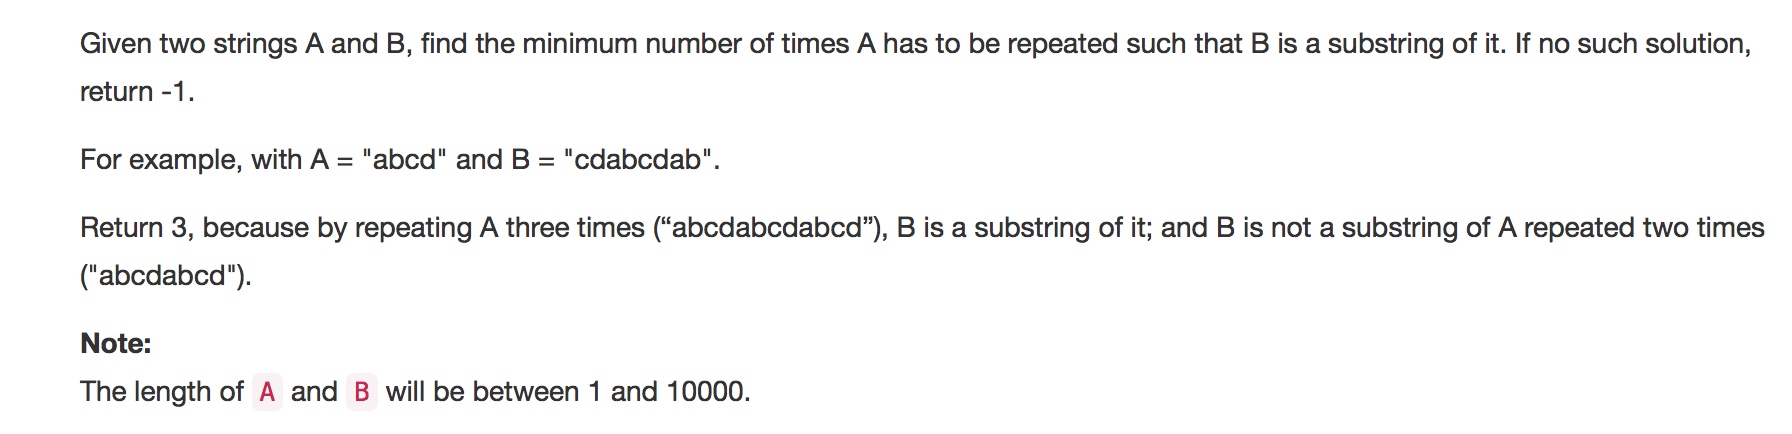 Given two strings A and B, find the minimum number of times A has to be repeated such that B is a substring of it. If no such solution,
return -1.
For example, with A = "abcd" and B = "cdabcdab".
Return 3, because by repeating A three times (“abcdabcdabcd”), B is a substring of it; and B is not a substring of A repeated two times
("abcdabcd").
Note:
The length of A and B will be between 1 and 10000.